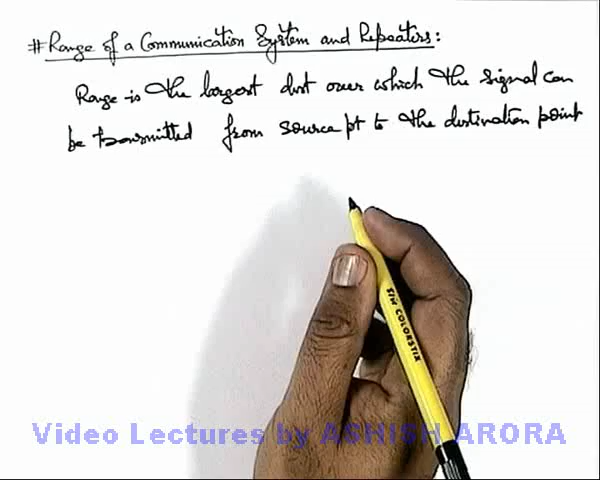 # Range of a Communication System and Repeaters:
Range is the largest dist over which the signal can
be transmitted from source pt to the destination point
SIM COLORSTIX
Video Lectures by ASHISH ARORA